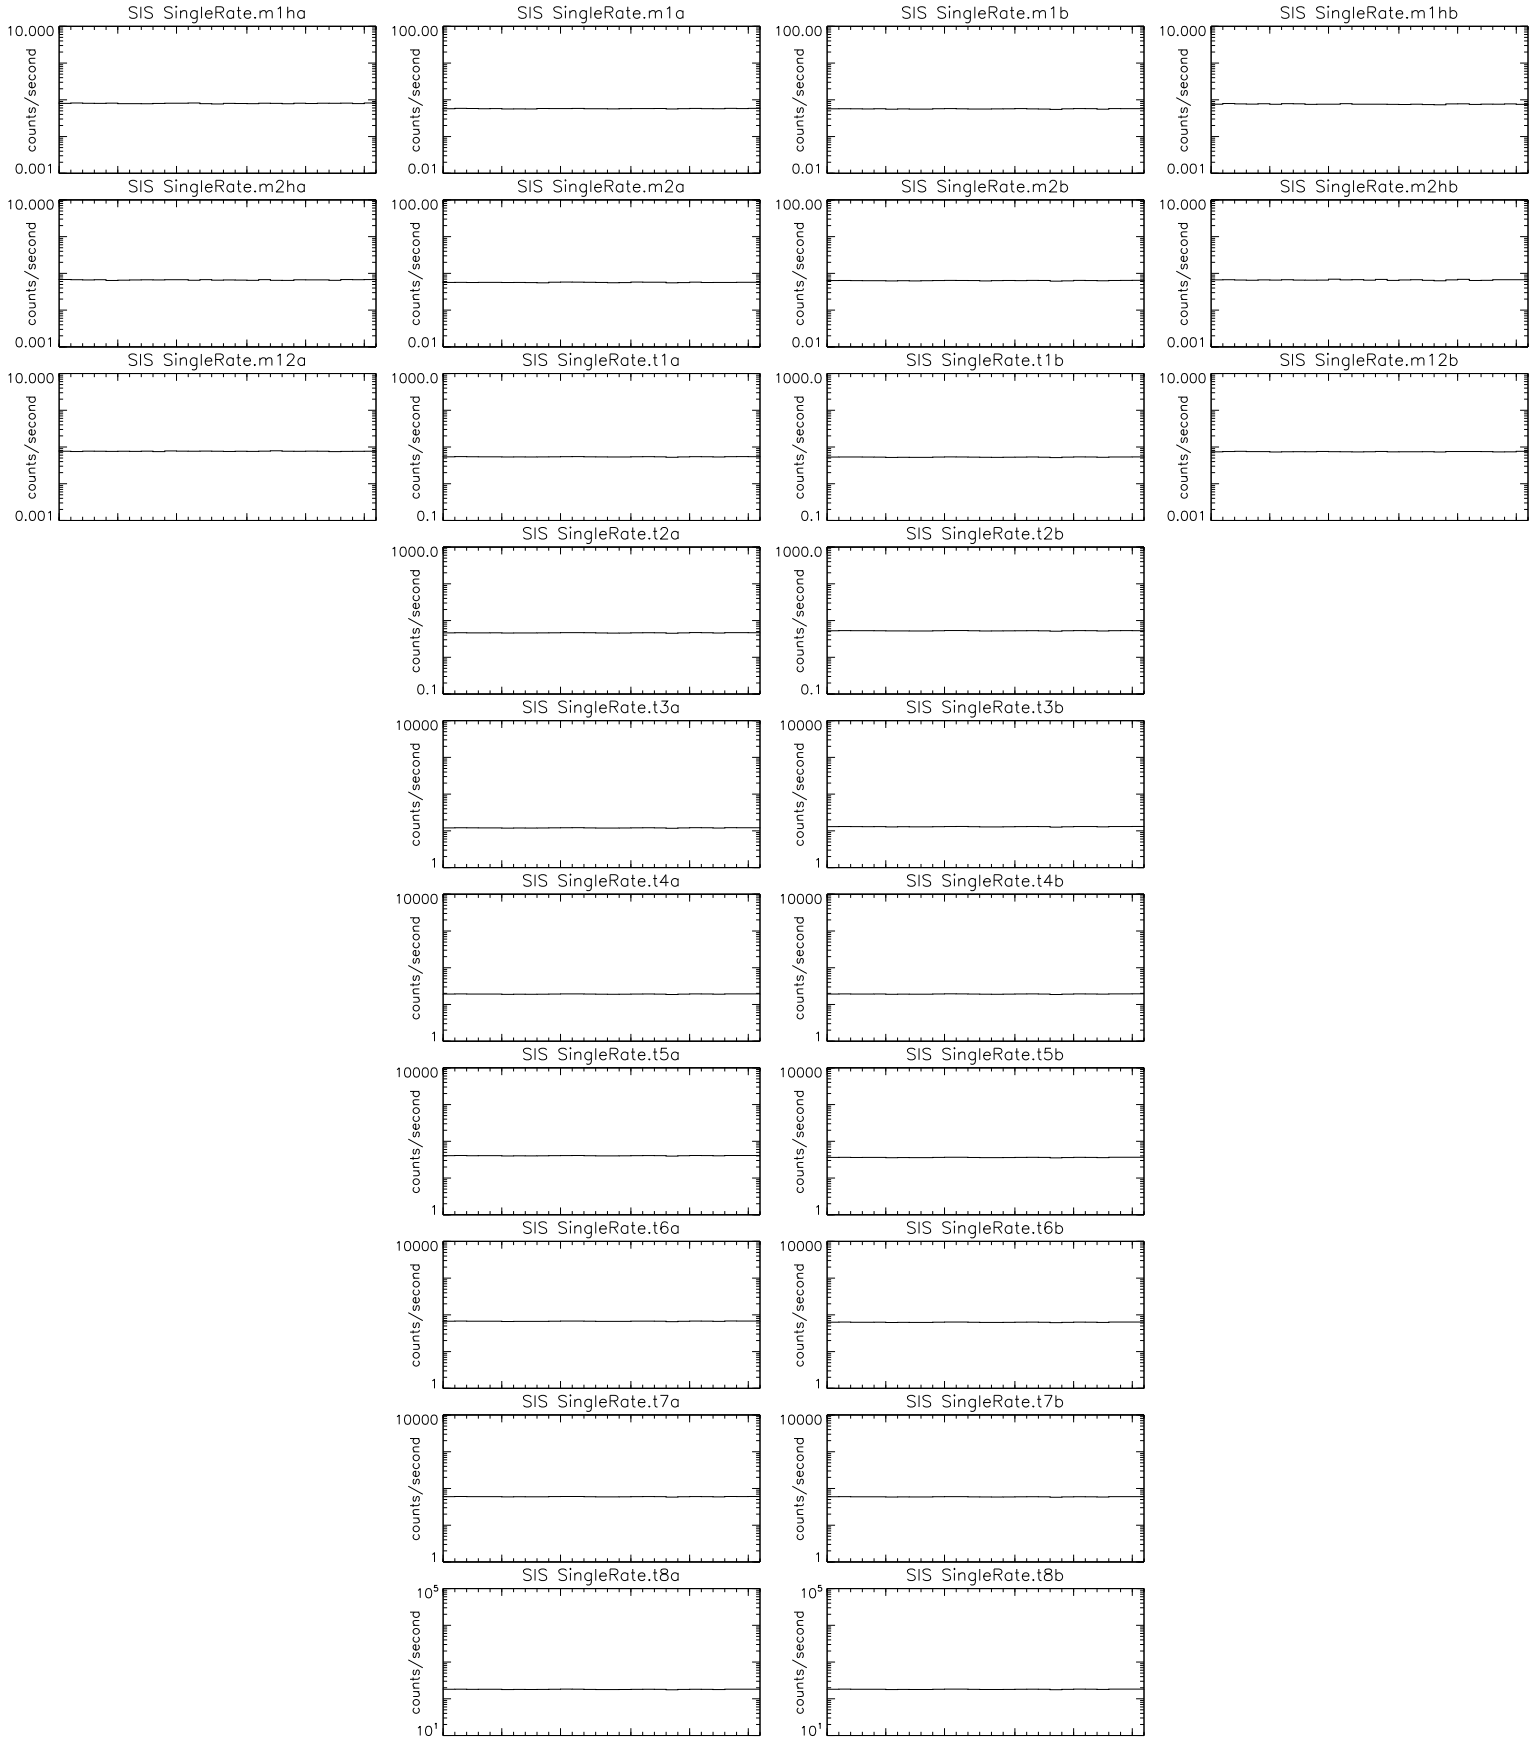 SIS SingleRate.m1ha
10.000
counts/second
0.001
SIS SingleRate.m1a
100.00
counts/second
0.01
SIS SingleRate.m1b
100.00
counts/second
0.01
SIS SingleRate.m1hb
10.000
counts/second
0.001
SIS SingleRate.m2ha
10.000
counts/second
0.001
SIS SingleRate.m2a
100.00
counts/second
0.01
SIS SingleRate.m2b
100.00
counts/second
0.01
SIS SingleRate.m2hb
10.000
counts/second
0.001
SIS SingleRate.m12a
10.000
counts/second
0.001
SIS SingleRate.t1a
1000.0
counts/second
0.1
SIS SingleRate.t1b
1000.0
counts/second
0.1
SIS SingleRate.m12b
10.000
counts/second
0.001
SIS SingleRate.t2a
1000.0
counts/second
0.1
SIS SingleRate.t2b
1000.0
counts/second
0.1
SIS SingleRate.t3a
10000
counts/second
1
SIS SingleRate.t3b
10000
counts/second
1
SIS SingleRate.t4a
10000
counts/second
1
SIS SingleRate.t4b
10000
counts/second
1
SIS SingleRate.t5a
10000
counts/second
1
SIS SingleRate.t5b
10000
counts/second
1
SIS SingleRate.t6a
10000
counts/second
1
SIS SingleRate.t6b
10000
counts/second
1
SIS SingleRate.t7a
10000
counts/second
1
SIS SingleRate.t7b
10000
counts/second
1
SIS SingleRate.t8a
10⁵
counts/second
10¹
SIS SingleRate.t8b
10⁵
counts/second
10¹